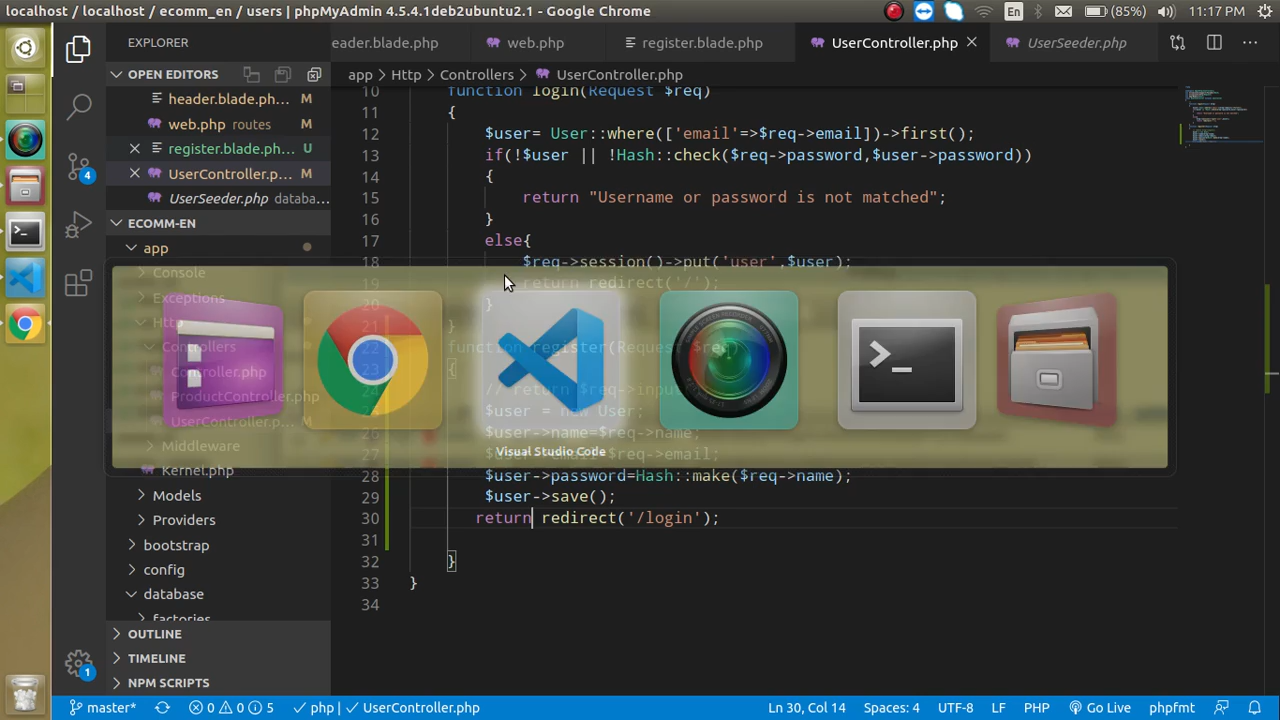 localhost / localhost / ecomm_en / users | phpMyAdmin 4.5.4.1deb2ubuntu2.1 - Google Chrome
En
(85%)
11:17 PM
EXPLORER
eader.blade.php
web.php
register.blade.php
UserController.php
UserSeeder.php
OPEN EDITORS
app > Http > Controllers > UserController.php
header.blade.ph... M
web.php routes M
register.blade.ph... U
UserController.p... M
UserSeeder.php databa...
ECOMM-EN
app
Console
Exceptions
Http
Controllers
Controller.php
ProductController.php
UserController.p... M
Middleware
Kernel.php
Models
Providers
bootstrap
config
database
factories
OUTLINE
TIMELINE
NPM SCRIPTS
10 function login(Request $req)
11 {
12 $user= User::where(['email'=>$req->email])->first();
13 if(!$user || !Hash::check($req->password,$user->password))
14 {
15 return "Username or password is not matched";
16 }
17 else{
18 $req->session()->put('user',$user);
19 return redirect('/');
20 }
21 }
22 function register(Request $req)
23 {
24 // return $req->input
25 $user = new User;
26 $user->name=$req->name;
27 $user->email=$req->email;
28 $user->password=Hash::make($req->name);
29 $user->save();
30 return redirect('/login');
31
32 }
33 }
34
Visual Studio Code
4
1
master*
0 0 5
php | UserController.php
Ln 30, Col 14
Spaces: 4
UTF-8
LF
PHP
Go Live
phpfmt